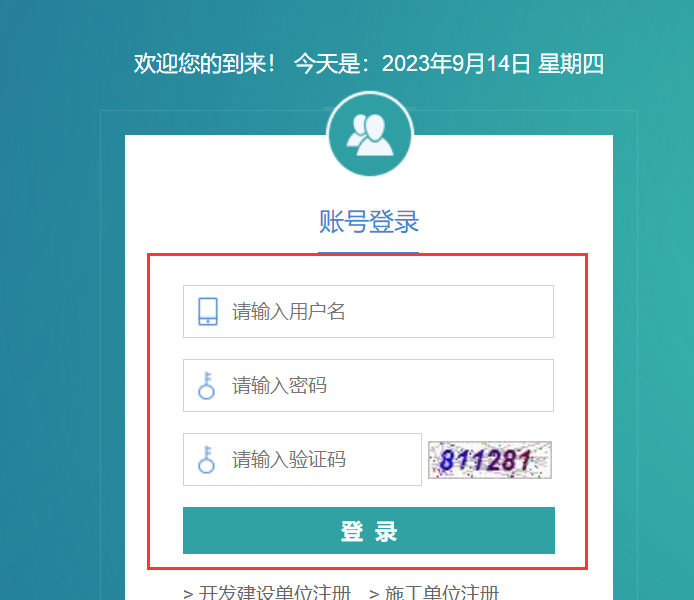 欢迎您的到来！ 今天是：2023年9月14日 星期四
账号登录
请输入用户名
请输入密码
请输入验证码 811281
登 录
> 开发建设单位注册 > 施工单位注册